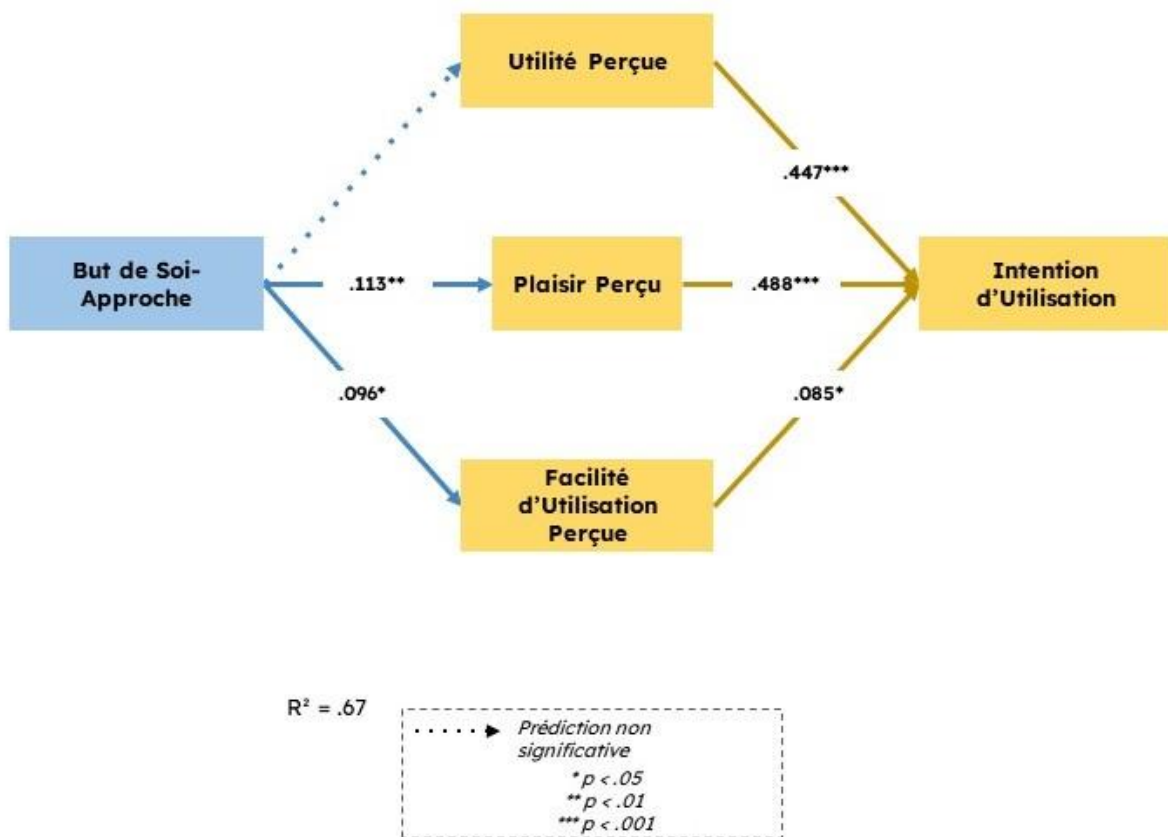 Utilité Perçue
.447***
But de Soi-
Approche
.113**
Plaisir Perçu
.488***
Intention
d'Utilisation
.096*
.085*
Facilité
d'Utilisation
Perçue
R² = .67
Prédiction non
significative
* p < .05
** p < .01
*** p < .001